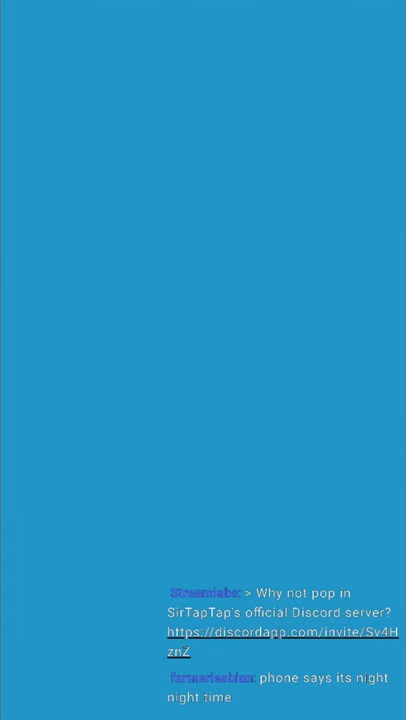 Streamlabs: > Why not pop in
SirTapTap's official Discord server?
https://discordapp.com/invite/Sv4H
znZ
farmerlesbian: phone says its night
night time